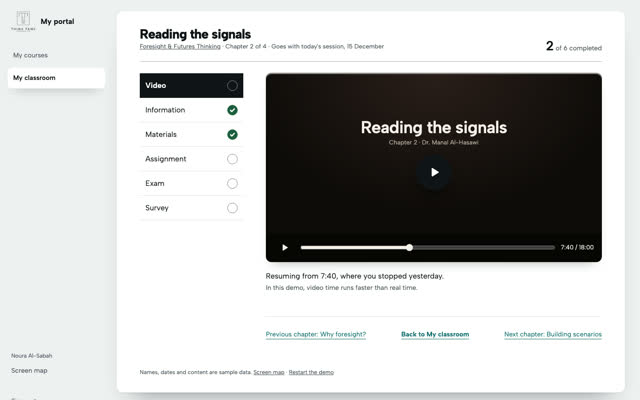 THINK FEMS
My portal
My courses
My classroom
Noura Al-Sabah
Screen map
Reading the signals
Foresight & Futures Thinking · Chapter 2 of 4 · Goes with today's session, 15 December
2 of 6 completed
Video
Information
Materials
Assignment
Exam
Survey
Reading the signals
Chapter 2 · Dr. Manal Al-Hasawi
7:40 / 18:00
Resuming from 7:40, where you stopped yesterday.
In this demo, video time runs faster than real time.
Previous chapter: Why foresight?
Back to My classroom
Next chapter: Building scenarios
Names, dates and content are sample data. Screen map · Restart the demo